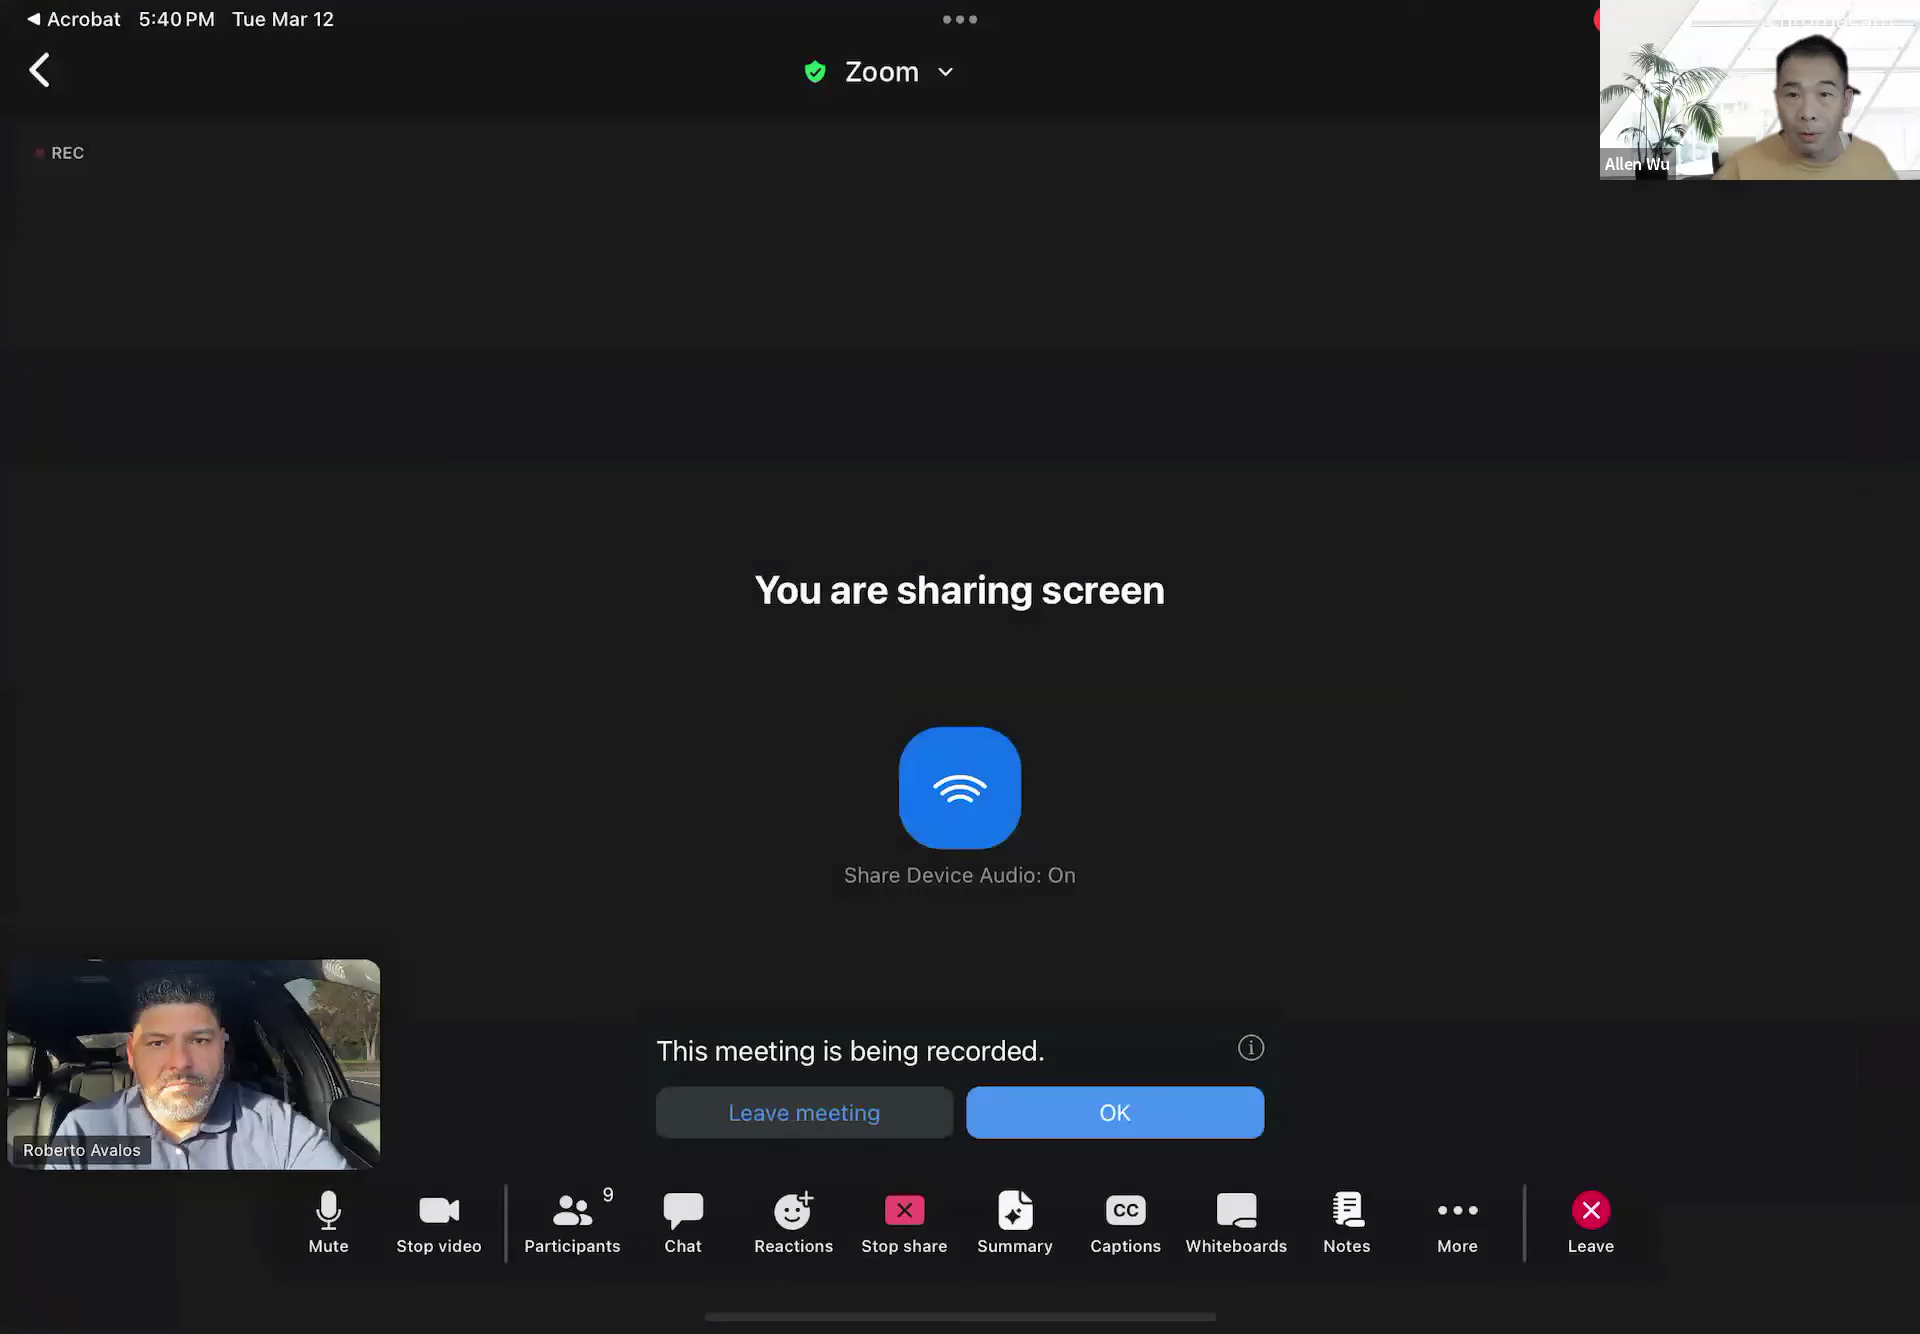 ◀ Acrobat 5:40 PM Tue Mar 12
Zoom
REC
Allen Wu
You are sharing screen
Share Device Audio: On
This meeting is being recorded.
Leave meeting
OK
Roberto Avalos
9
Mute
Stop video
Participants
Chat
Reactions
Stop share
Summary
CC
Captions
Whiteboards
Notes
More
Leave